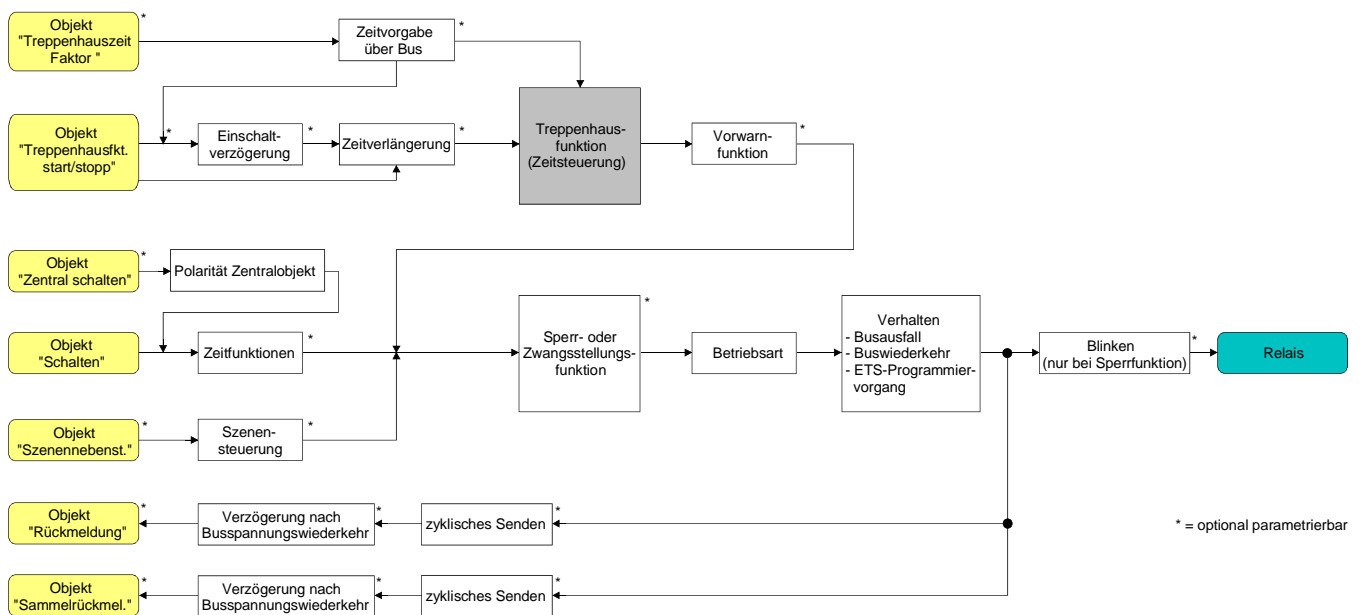 Objekt
"Treppenhauszeit
Faktor "
*
Zeitvorgabe
über Bus
*
Objekt
"Treppenhausfkt.
start/stopp"
*
Einschalt-
verzögerung
*
Zeitverlängerung
*
Treppenhaus-
funktion
(Zeitsteuerung)
Vorwarn-
funktion
*
Objekt
"Zentral schalten"
*
Polarität Zentralobjekt
Objekt
"Schalten"
Zeitfunktionen
*
Sperr- oder
Zwangsstellungs-
funktion
*
Betriebsart
Verhalten
- Busausfall
- Buswiederkehr
- ETS-Programmier-
vorgang
Blinken
(nur bei Sperrfunktion)
*
Relais
Objekt
"Szenennebenst."
*
Szenen-
steuerung
*
Objekt
"Rückmeldung"
*
Verzögerung nach
Busspannungswiederkehr
*
zyklisches Senden
*
* = optional parametrierbar
Objekt
"Sammelrückmel."
*
Verzögerung nach
Busspannungswiederkehr
*
zyklisches Senden
*